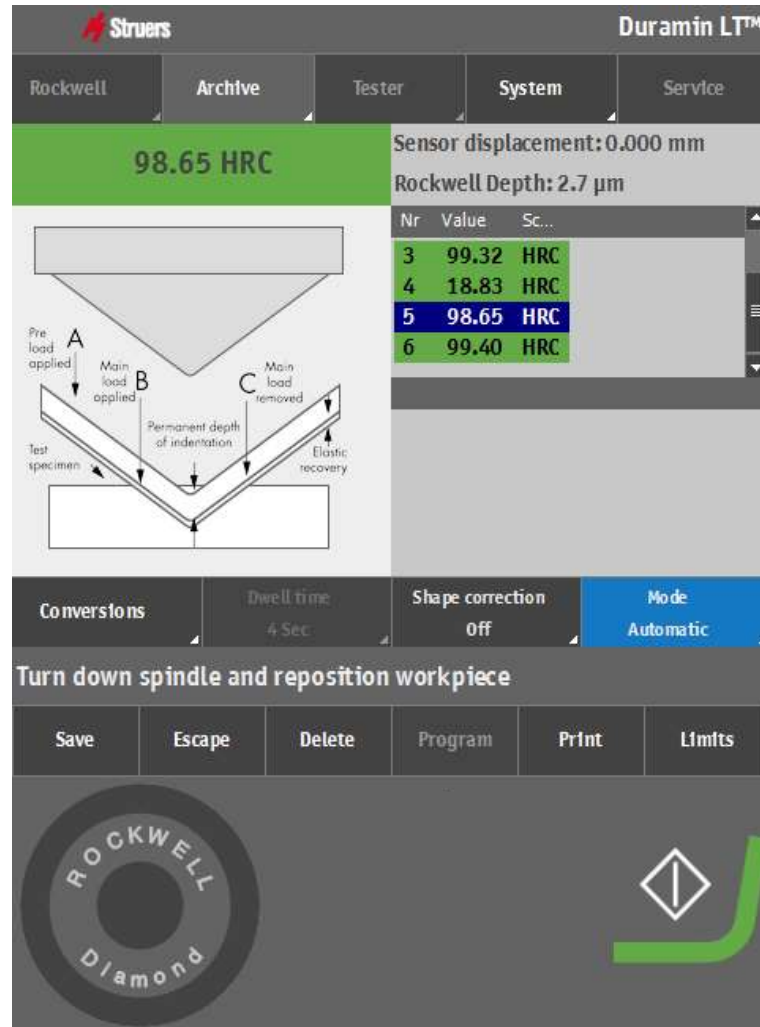 Struers
Duramin LT™
Rockwell Archive Tester System Service
98.65 HRC
Sensor displacement: 0.000 mm
Rockwell Depth: 2.7 µm
Nr Value Sc...
3 99.32 HRC
4 18.83 HRC
5 98.65 HRC
6 99.40 HRC
Pre
load
applied
A
Main
load
applied
B
C
Main
load
removed
Permanent depth
of indentation
Test
specimen
Elastic
recovery
Conversions
Dwell time
4 Sec
Shape correction
Off
Mode
Automatic
Turn down spindle and reposition workpiece
Save Escape Delete Program Print Limits
ROCKWELL
Diamond